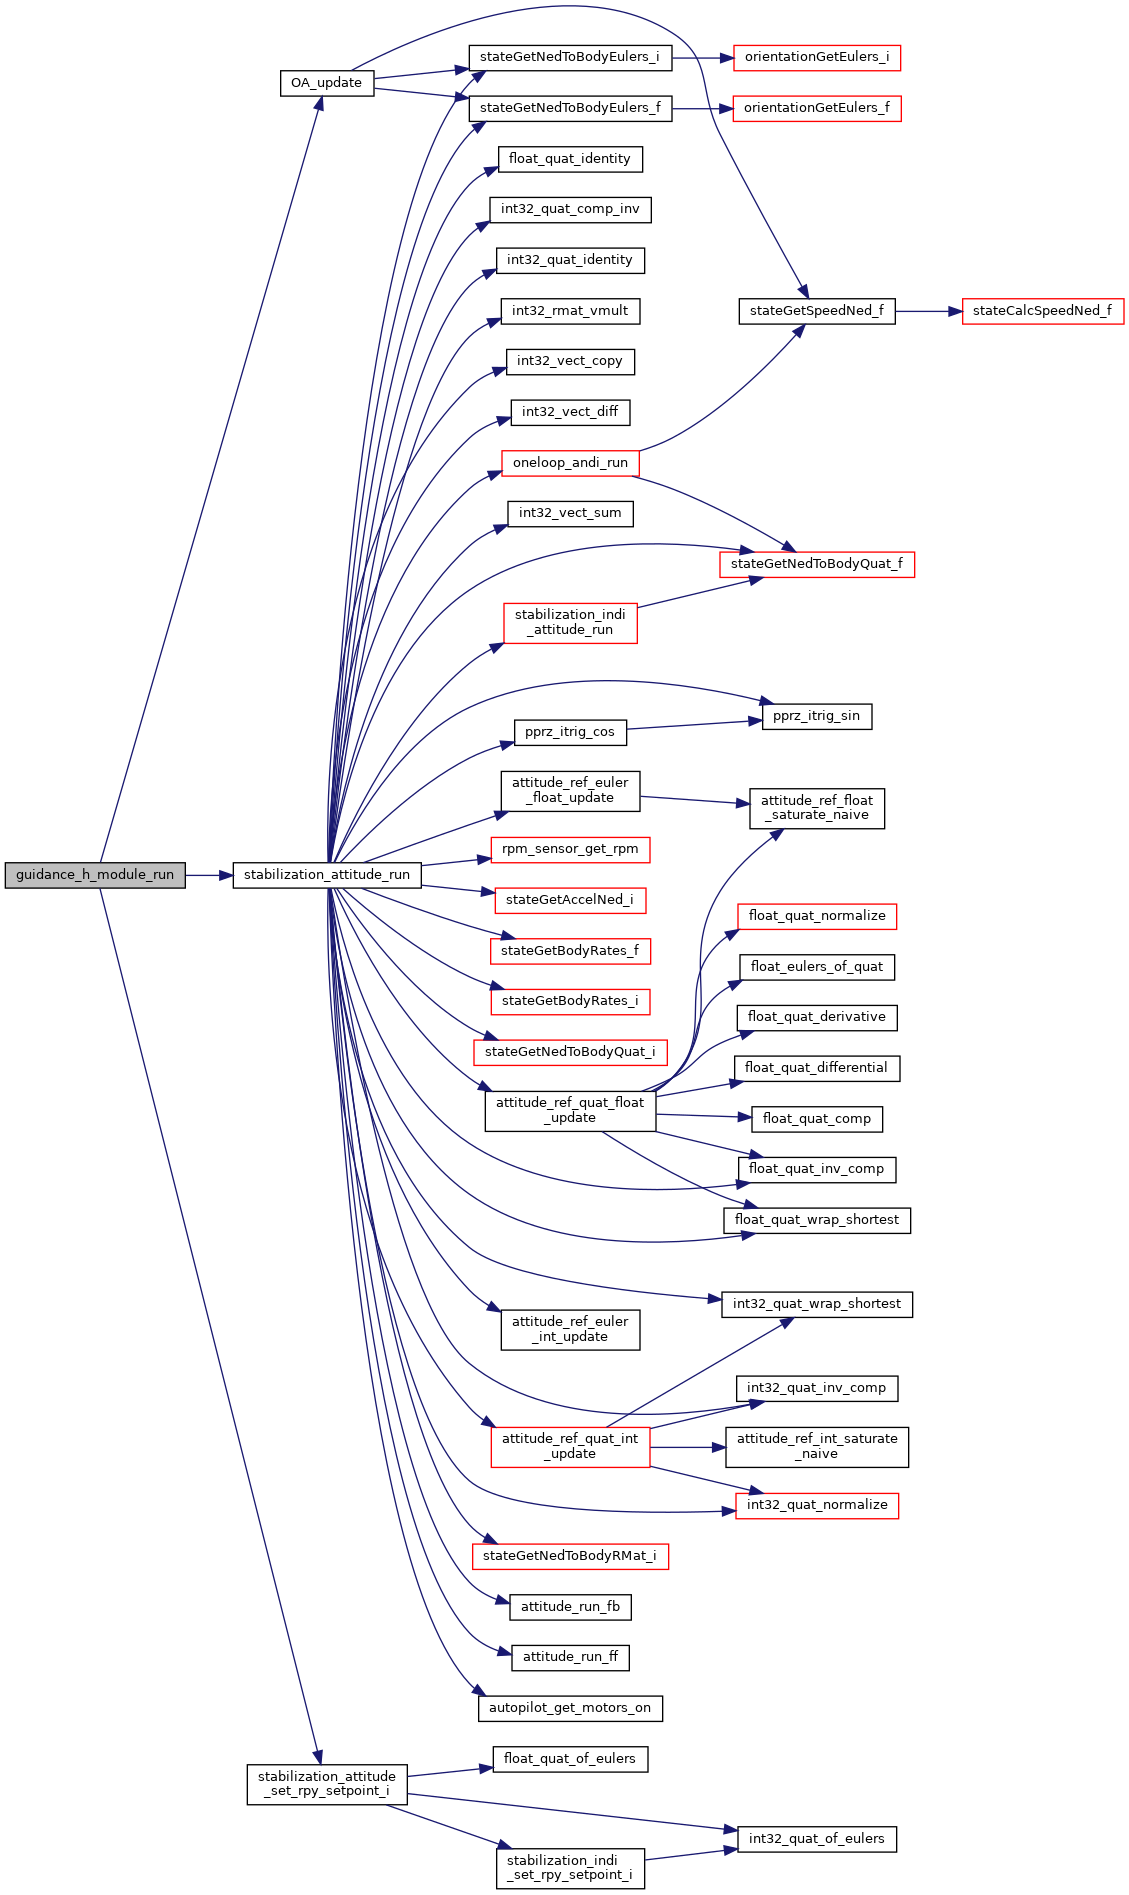 guidance_h_module_run
OA_update
stateGetNedToBodyEulers_i
orientationGetEulers_i
stateGetNedToBodyEulers_f
orientationGetEulers_f
float_quat_identity
int32_quat_comp_inv
int32_quat_identity
int32_rmat_vmult
stateGetSpeedNed_f
stateCalcSpeedNed_f
int32_vect_copy
int32_vect_diff
oneloop_andi_run
int32_vect_sum
stateGetNedToBodyQuat_f
stabilization_indi
_attitude_run
pprz_itrig_sin
pprz_itrig_cos
attitude_ref_euler
_float_update
attitude_ref_float
_saturate_naive
rpm_sensor_get_rpm
stabilization_attitude_run
stateGetAccelNed_i
float_quat_normalize
stateGetBodyRates_f
float_eulers_of_quat
stateGetBodyRates_i
float_quat_derivative
stateGetNedToBodyQuat_i
float_quat_differential
attitude_ref_quat_float
_update
float_quat_comp
float_quat_inv_comp
float_quat_wrap_shortest
int32_quat_wrap_shortest
attitude_ref_euler
_int_update
int32_quat_inv_comp
attitude_ref_quat_int
_update
attitude_ref_int_saturate
_naive
int32_quat_normalize
stateGetNedToBodyRMat_i
attitude_run_fb
attitude_run_ff
autopilot_get_motors_on
float_quat_of_eulers
stabilization_attitude
_set_rpy_setpoint_i
int32_quat_of_eulers
stabilization_indi
_set_rpy_setpoint_i